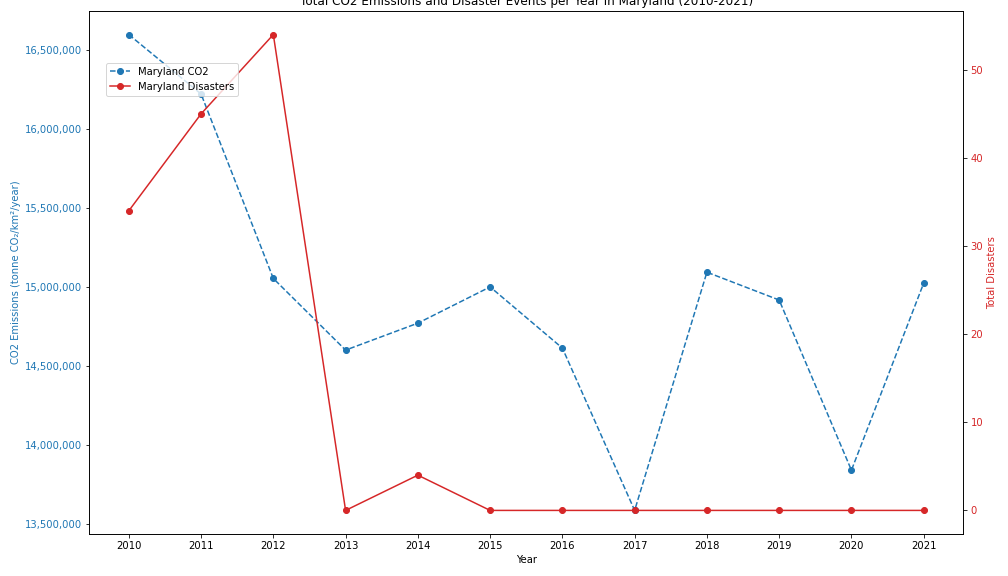 Total CO2 Emissions and Disaster Events per Year in Maryland (2010-2021)
Maryland CO2
Maryland Disasters
16,500,000
16,000,000
15,500,000
15,000,000
14,500,000
14,000,000
13,500,000
CO2 Emissions (tonne CO₂/km²/year)
50
40
30
20
10
0
Total Disasters
2010 2011 2012 2013 2014 2015 2016 2017 2018 2019 2020 2021
Year